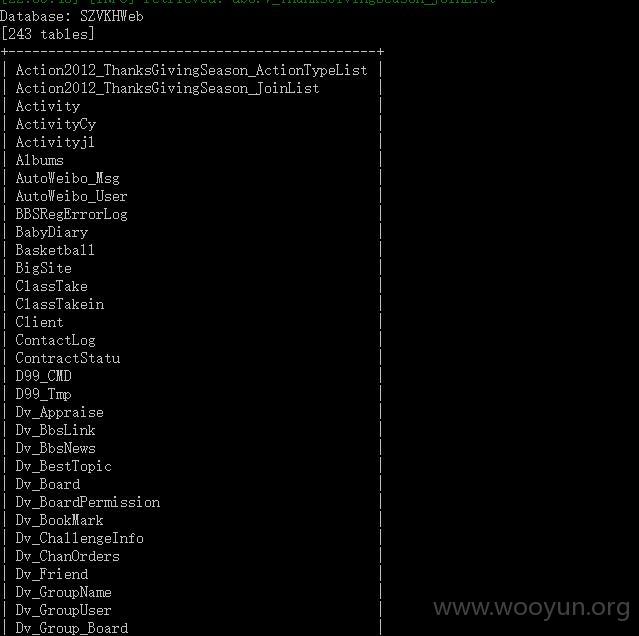 Database: SZVKHWeb
[243 tables]
+-----------------------------------------+
| Action2012_ThanksGivingSeason_ActionTypeList |
| Action2012_ThanksGivingSeason_JoinList |
| Activity |
| ActivityCy |
| Activityjl |
| Albums |
| AutoWeibo_Msg |
| AutoWeibo_User |
| BBSRegErrorLog |
| BabyDiary |
| Basketball |
| BigSite |
| ClassTake |
| ClassTakein |
| Client |
| ContactLog |
| ContractStatu |
| D99_CMD |
| D99_Tmp |
| Dv_Appraise |
| Dv_BbsLink |
| Dv_BbsNews |
| Dv_BestTopic |
| Dv_Board |
| Dv_BoardPermission |
| Dv_BookMark |
| Dv_ChallengeInfo |
| Dv_ChanOrders |
| Dv_Friend |
| Dv_GroupName |
| Dv_GroupUser |
| Dv_Group_Board |
www.wooyun.org